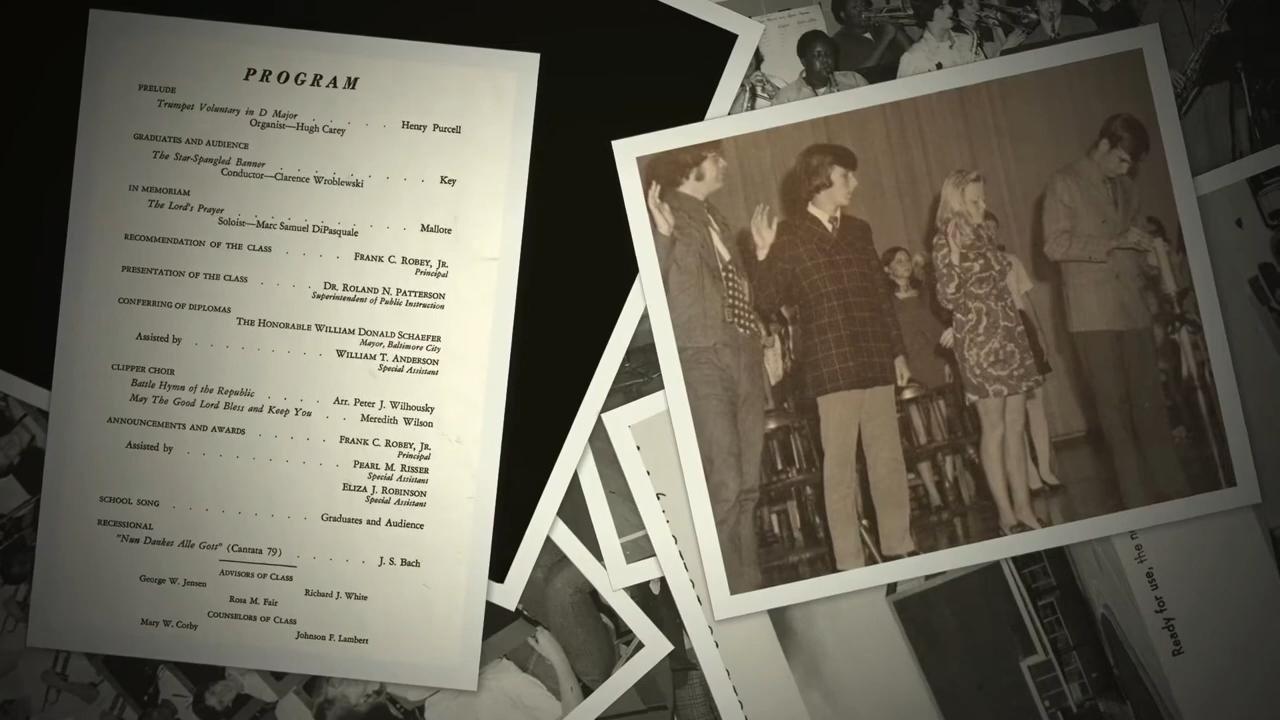 PROGRAM
PRELUDE
Trumpet Voluntary in D Major . . . . . Henry Purcell
Organist—Hugh Carey
GRADUATES AND AUDIENCE
The Star-Spangled Banner . . . . . . . . . Key
Conductor—Clarence Wroblewski
IN MEMORIAM
The Lord's Prayer . . . . . . . . . . Mallote
Soloist—Marc Samuel DiPasquale
RECOMMENDATION OF THE CLASS . . . . . FRANK C. ROBEY, JR.
Principal
PRESENTATION OF THE CLASS . . . . . DR. ROLAND N. PATTERSON
Superintendent of Public Instruction
CONFERRING OF DIPLOMAS
THE HONORABLE WILLIAM DONALD SCHAEFER
Mayor, Baltimore City
Assisted by . . . . . . . . . WILLIAM T. ANDERSON
Special Assistant
CLIPPER CHOIR
Battle Hymn of the Republic . . . . . Arr. Peter J. Wilhousky
May The Good Lord Bless and Keep You . . Meredith Wilson
ANNOUNCEMENTS AND AWARDS . . . . . . FRANK C. ROBEY, JR.
Principal
Assisted by . . . . . . . . . . PEARL M. RISSER
Special Assistant
ELIZA J. ROBINSON
Special Assistant
SCHOOL SONG . . . . . . . . . Graduates and Audience
RECESSIONAL
"Nun Dankes Alle Gott" (Cantata 79) . . . . . J. S. Bach
ADVISORS OF CLASS
George W. Jensen Richard J. White
Rosa M. Fair
COUNSELORS OF CLASS
Mary W. Corby Johnson F. Lambert
Ready for use, the n